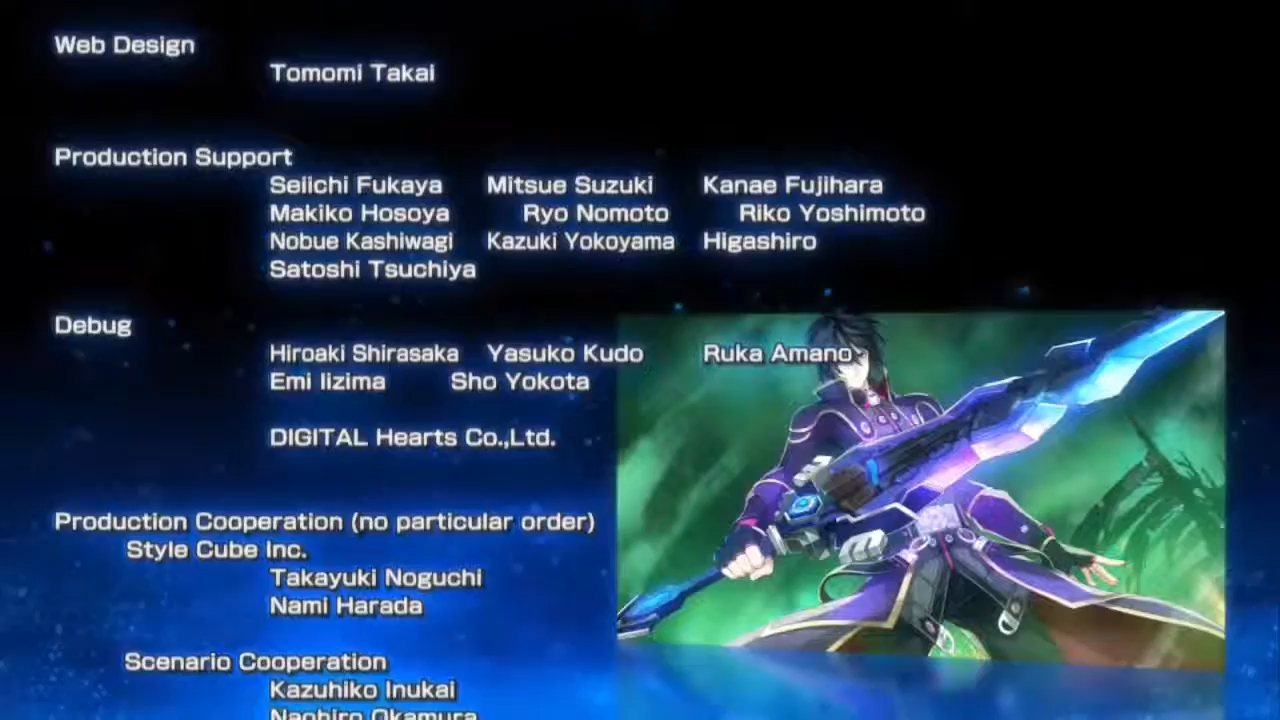 Web Design
Tomomi Takai
Production Support
Seiichi Fukaya Mitsue Suzuki Kanae Fujihara
Makiko Hosoya Ryo Nomoto Riko Yoshimoto
Nobue Kashiwagi Kazuki Yokoyama Higashiro
Satoshi Tsuchiya
Debug
Hiroaki Shirasaka Yasuko Kudo Ruka Amano
Emi Iizima Sho Yokota
DIGITAL Hearts Co.,Ltd.
Production Cooperation (no particular order)
Style Cube Inc.
Takayuki Noguchi
Nami Harada
Scenario Cooperation
Kazuhiko Inukai
Naohiro Okamura